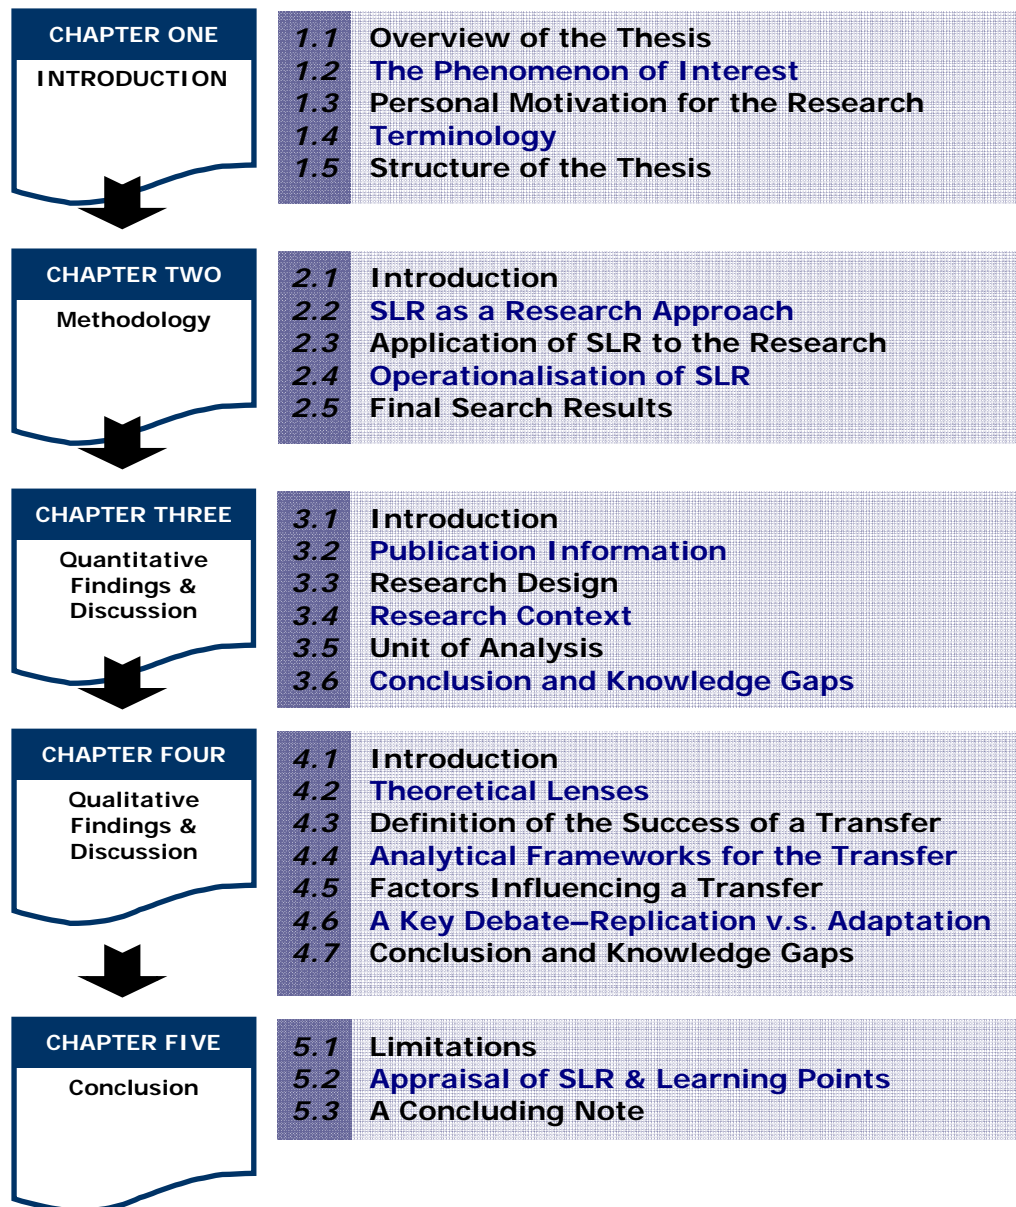 CHAPTER ONE
INTRODUCTION
1.1 Overview of the Thesis
1.2 The Phenomenon of Interest
1.3 Personal Motivation for the Research
1.4 Terminology
1.5 Structure of the Thesis
CHAPTER TWO
Methodology
2.1 Introduction
2.2 SLR as a Research Approach
2.3 Application of SLR to the Research
2.4 Operationalisation of SLR
2.5 Final Search Results
CHAPTER THREE
Quantitative
Findings &
Discussion
3.1 Introduction
3.2 Publication Information
3.3 Research Design
3.4 Research Context
3.5 Unit of Analysis
3.6 Conclusion and Knowledge Gaps
CHAPTER FOUR
Qualitative
Findings &
Discussion
4.1 Introduction
4.2 Theoretical Lenses
4.3 Definition of the Success of a Transfer
4.4 Analytical Frameworks for the Transfer
4.5 Factors Influencing a Transfer
4.6 A Key Debate–Replication v.s. Adaptation
4.7 Conclusion and Knowledge Gaps
CHAPTER FIVE
Conclusion
5.1 Limitations
5.2 Appraisal of SLR & Learning Points
5.3 A Concluding Note